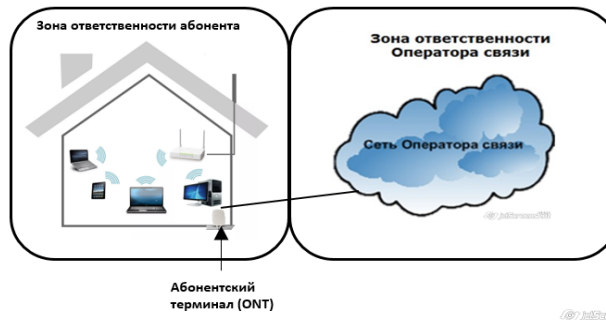 Зона ответственности абонента
Зона ответственности
Оператора связи
Сеть Оператора связи
Абонентский
терминал (ONT)